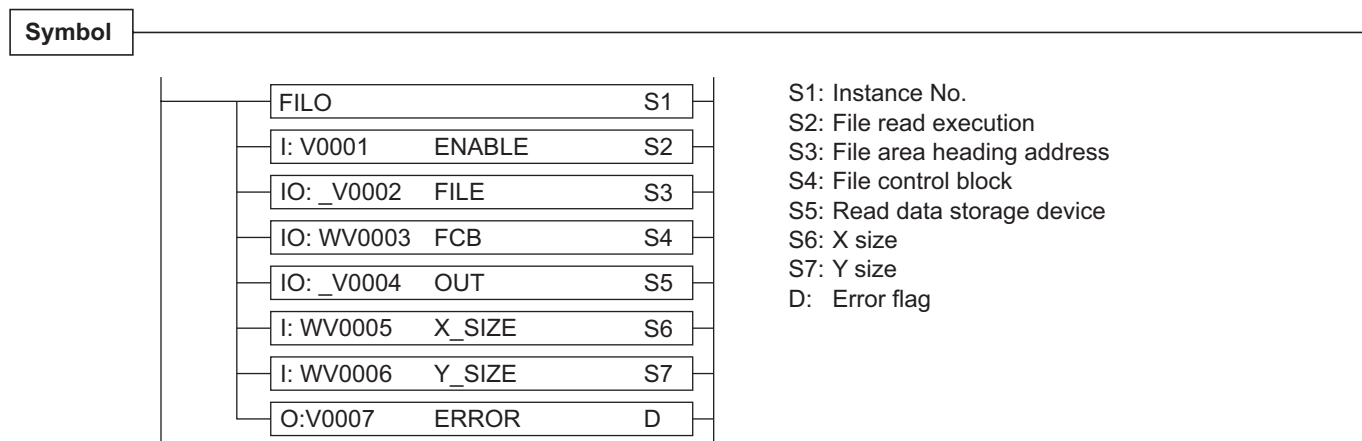 Symbol
FILO S1
I: V0001 ENABLE S2
IO: _V0002 FILE S3
IO: WV0003 FCB S4
IO: _V0004 OUT S5
I: WV0005 X_SIZE S6
I: WV0006 Y_SIZE S7
O:V0007 ERROR D
S1: Instance No.
S2: File read execution
S3: File area heading address
S4: File control block
S5: Read data storage device
S6: X size
S7: Y size
D: Error flag